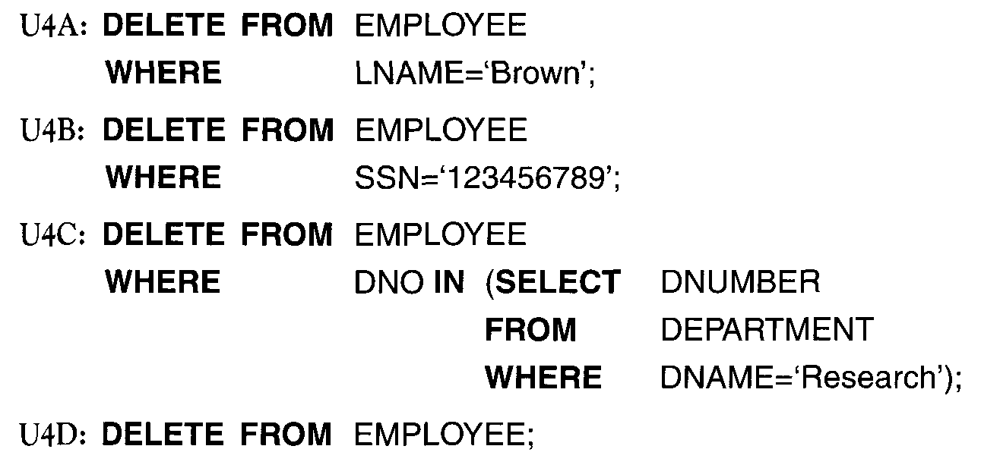 U4A: DELETE FROM EMPLOYEE
WHERE LNAME=‘Brown’;
U4B: DELETE FROM EMPLOYEE
WHERE SSN=‘123456789’;
U4C: DELETE FROM EMPLOYEE
WHERE DNO IN (SELECT DNUMBER
FROM DEPARTMENT
WHERE DNAME=‘Research’);
U4D: DELETE FROM EMPLOYEE;